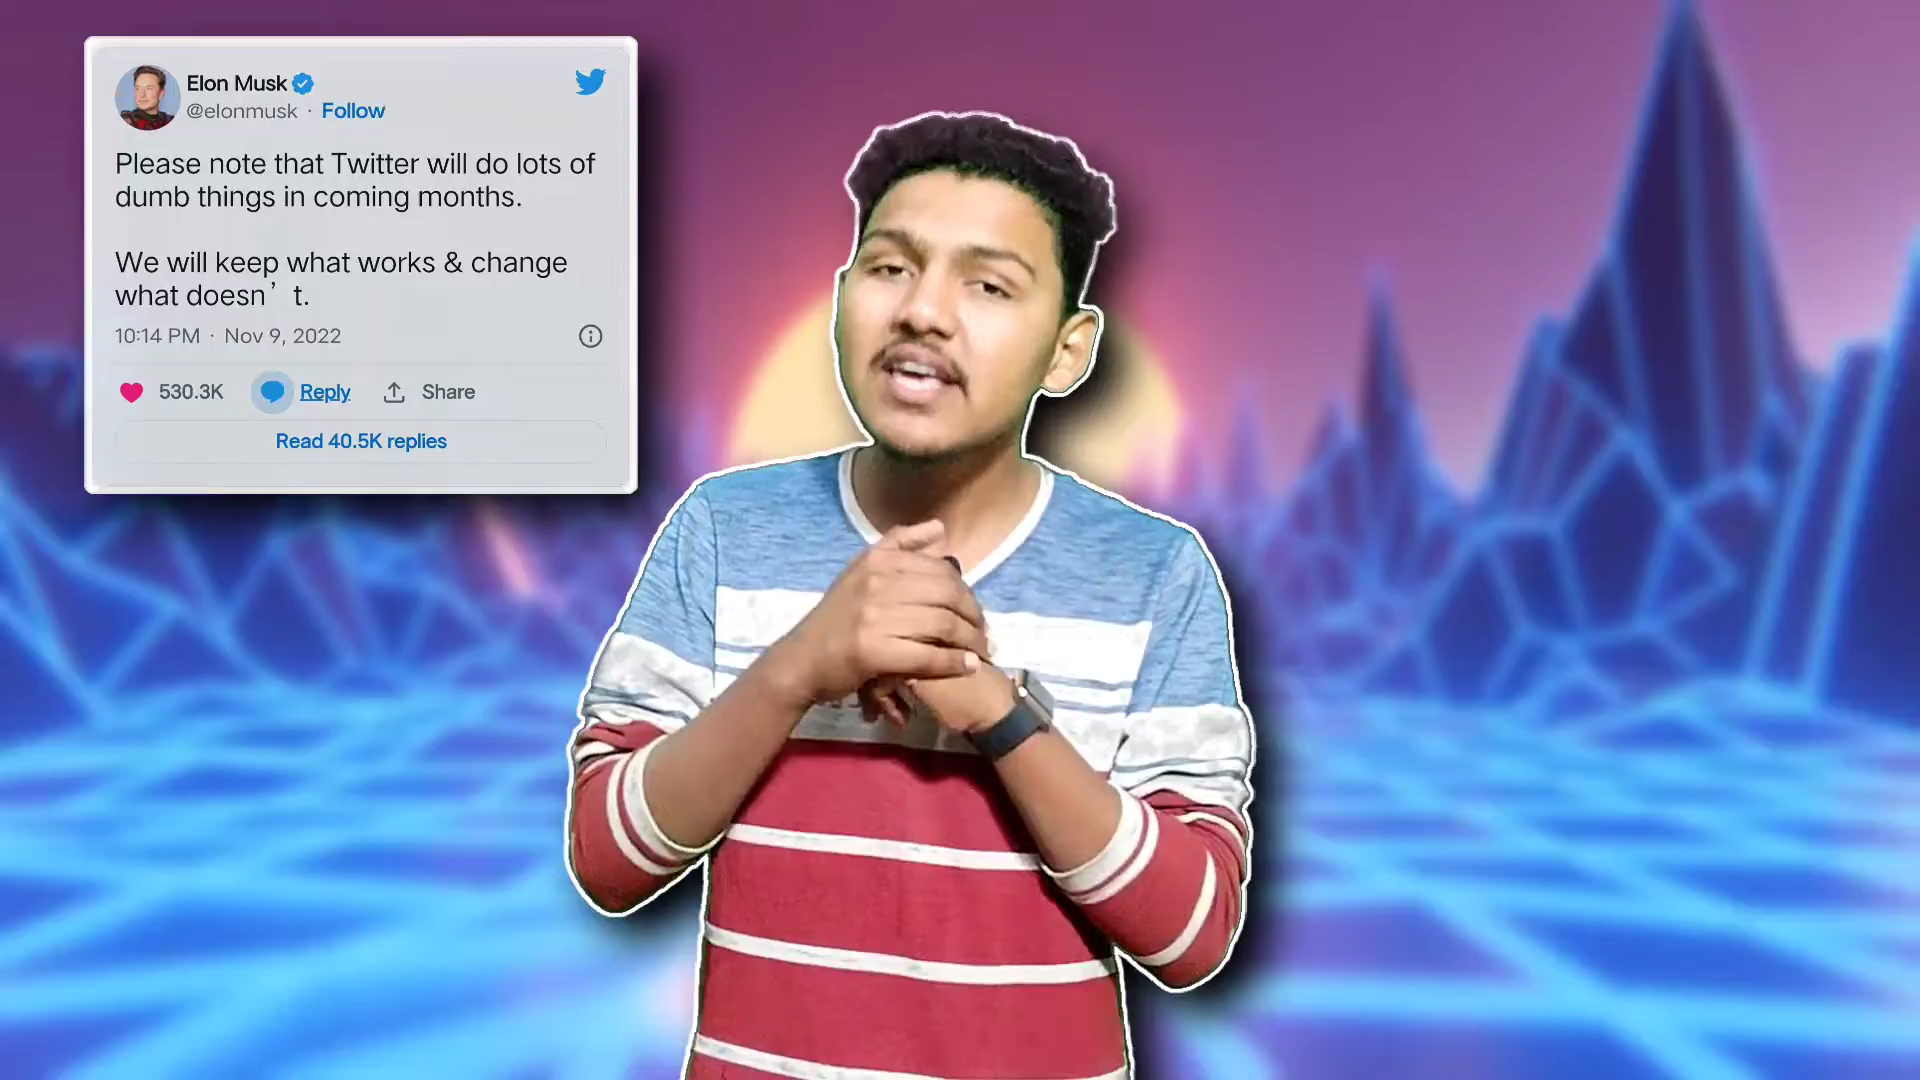 Elon Musk
@elonmusk · Follow
Please note that Twitter will do lots of
dumb things in coming months.
We will keep what works & change
what doesn’ t.
10:14 PM · Nov 9, 2022
530.3K Reply Share
Read 40.5K replies